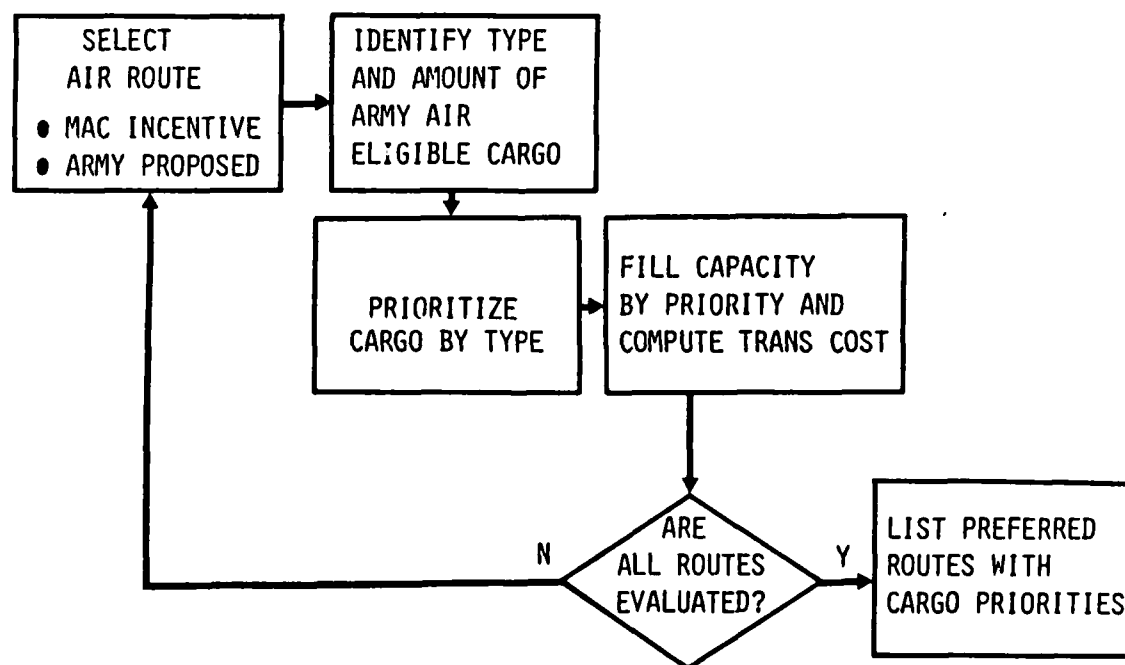 SELECT
AIR ROUTE
● MAC INCENTIVE
● ARMY PROPOSED
IDENTIFY TYPE
AND AMOUNT OF
ARMY AIR
ELIGIBLE CARGO
PRIORITIZE
CARGO BY TYPE
FILL CAPACITY
BY PRIORITY AND
COMPUTE TRANS COST
ARE
ALL ROUTES
EVALUATED?
N
Y
LIST PREFERRED
ROUTES WITH
CARGO PRIORITIES